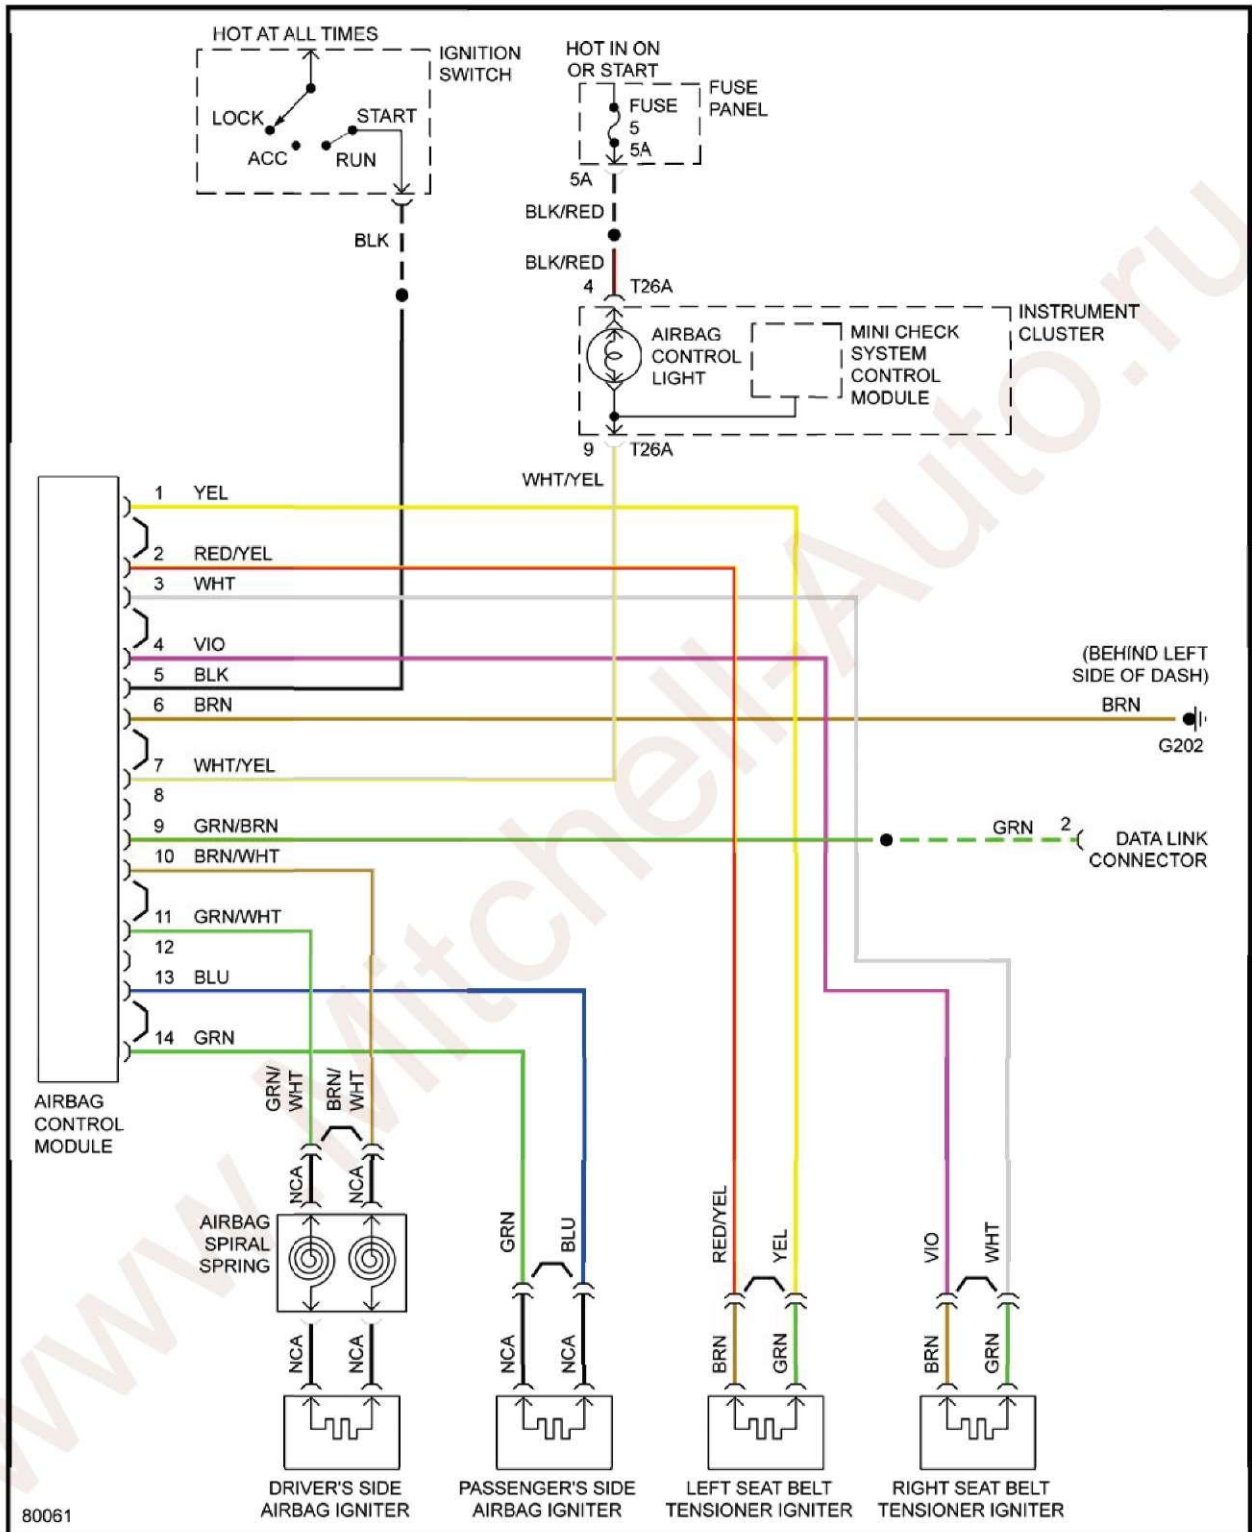 HOT AT ALL TIMES
IGNITION
SWITCH
LOCK
START
ACC
RUN
BLK
HOT IN ON
OR START
FUSE
PANEL
FUSE
5
5A
5A
BLK/RED
BLK/RED
4 T26A
INSTRUMENT
CLUSTER
AIRBAG
CONTROL
LIGHT
MINI CHECK
SYSTEM
CONTROL
MODULE
9 T26A
WHT/YEL
1 YEL
2 RED/YEL
3 WHT
4 VIO
5 BLK
6 BRN
7 WHT/YEL
8
9 GRN/BRN
10 BRN/WHT
11 GRN/WHT
12
13 BLU
14 GRN
(BEHIND LEFT
SIDE OF DASH)
BRN
G202
GRN 2
DATA LINK
CONNECTOR
AIRBAG
CONTROL
MODULE
GRN/
WHT
BRN/
WHT
NCA
NCA
AIRBAG
SPIRAL
SPRING
NCA
NCA
GRN
BLU
NCA
NCA
RED/YEL
YEL
BRN
GRN
VIO
WHT
BRN
GRN
DRIVER'S SIDE
AIRBAG IGNITER
PASSENGER'S SIDE
AIRBAG IGNITER
LEFT SEAT BELT
TENSIONER IGNITER
RIGHT SEAT BELT
TENSIONER IGNITER
80061
www.Mitchell-Auto.ru